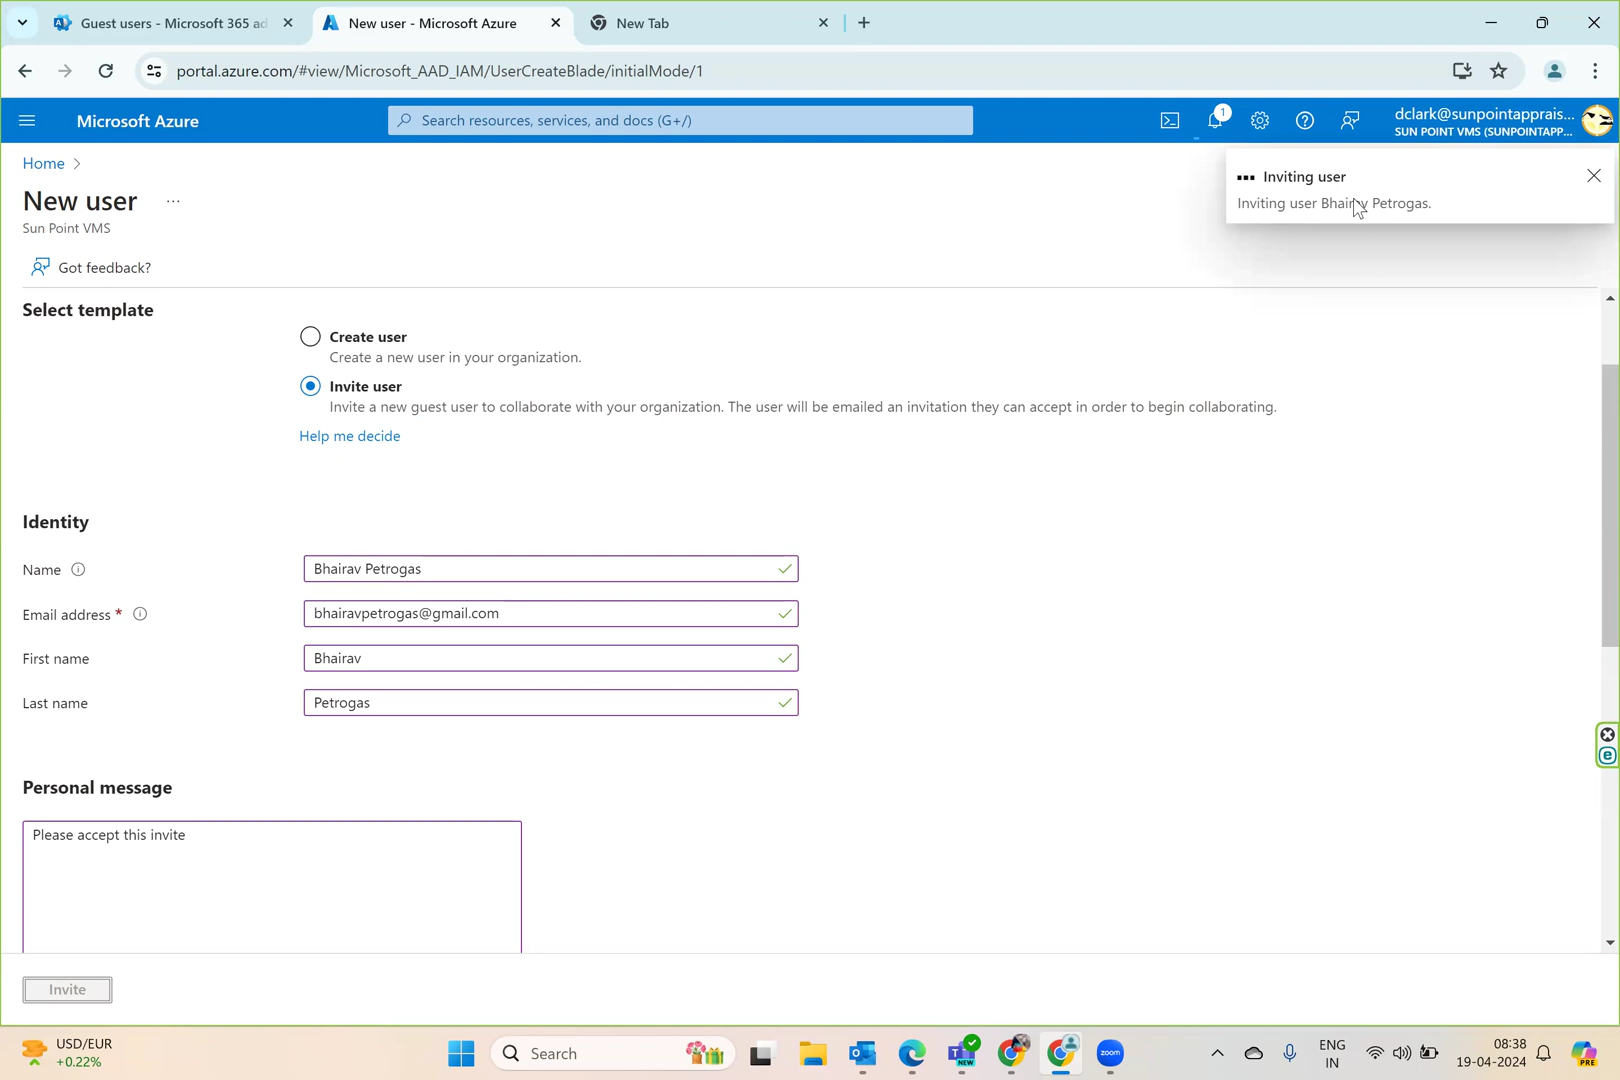 Guest users - Microsoft 365 ad
New user - Microsoft Azure
New Tab
portal.azure.com/#view/Microsoft_AAD_IAM/UserCreateBlade/initialMode/1
Microsoft Azure
Search resources, services, and docs (G+/)
1
dclark@sunpointapprais...
SUN POINT VMS (SUNPOINTAPP...
Home
Inviting user
Inviting user Bhairav Petrogas.
New user
...
Sun Point VMS
Got feedback?
Select template
Create user
Create a new user in your organization.
Invite user
Invite a new guest user to collaborate with your organization. The user will be emailed an invitation they can accept in order to begin collaborating.
Help me decide
Identity
Name
Bhairav Petrogas
Email address *
bhairavpetrogas@gmail.com
First name
Bhairav
Last name
Petrogas
Personal message
Please accept this invite
Invite
USD/EUR
+0.22%
Search
NEW
zoom
ENG
IN
08:38
19-04-2024
PRE